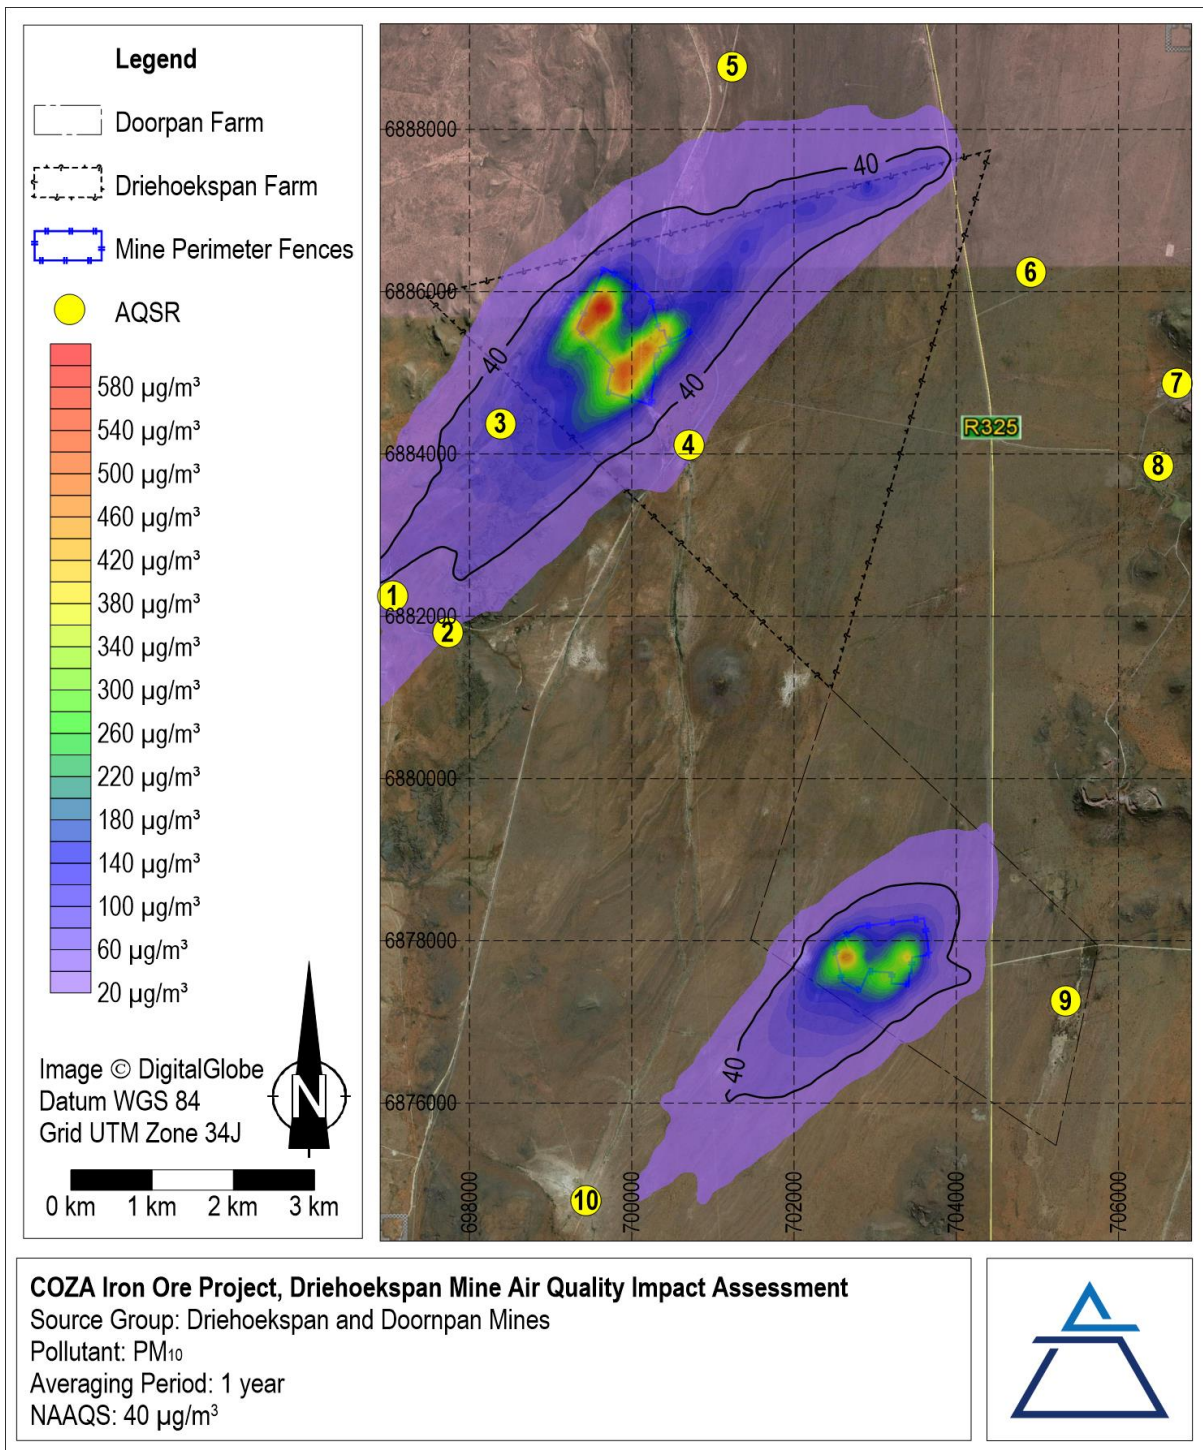 Legend
Doorpan Farm
Driehoekspan Farm
Mine Perimeter Fences
AQSR
580 µg/m³
540 µg/m³
500 µg/m³
460 µg/m³
420 µg/m³
380 µg/m³
340 µg/m³
300 µg/m³
260 µg/m³
220 µg/m³
180 µg/m³
140 µg/m³
100 µg/m³
60 µg/m³
20 µg/m³
Image © DigitalGlobe
Datum WGS 84
Grid UTM Zone 34J
N
0 km 1 km 2 km 3 km
5
6888000
40
6
6886000
40
7
40
3
R325
4
6884000
8
1
6882000
2
6880000
6878000
9
40
6876000
10
698000
700000
702000
704000
706000
COZA Iron Ore Project, Driehoekspan Mine Air Quality Impact Assessment
Source Group: Driehoekspan and Doornpan Mines
Pollutant: PM₁₀
Averaging Period: 1 year
NAAQS: 40 µg/m³